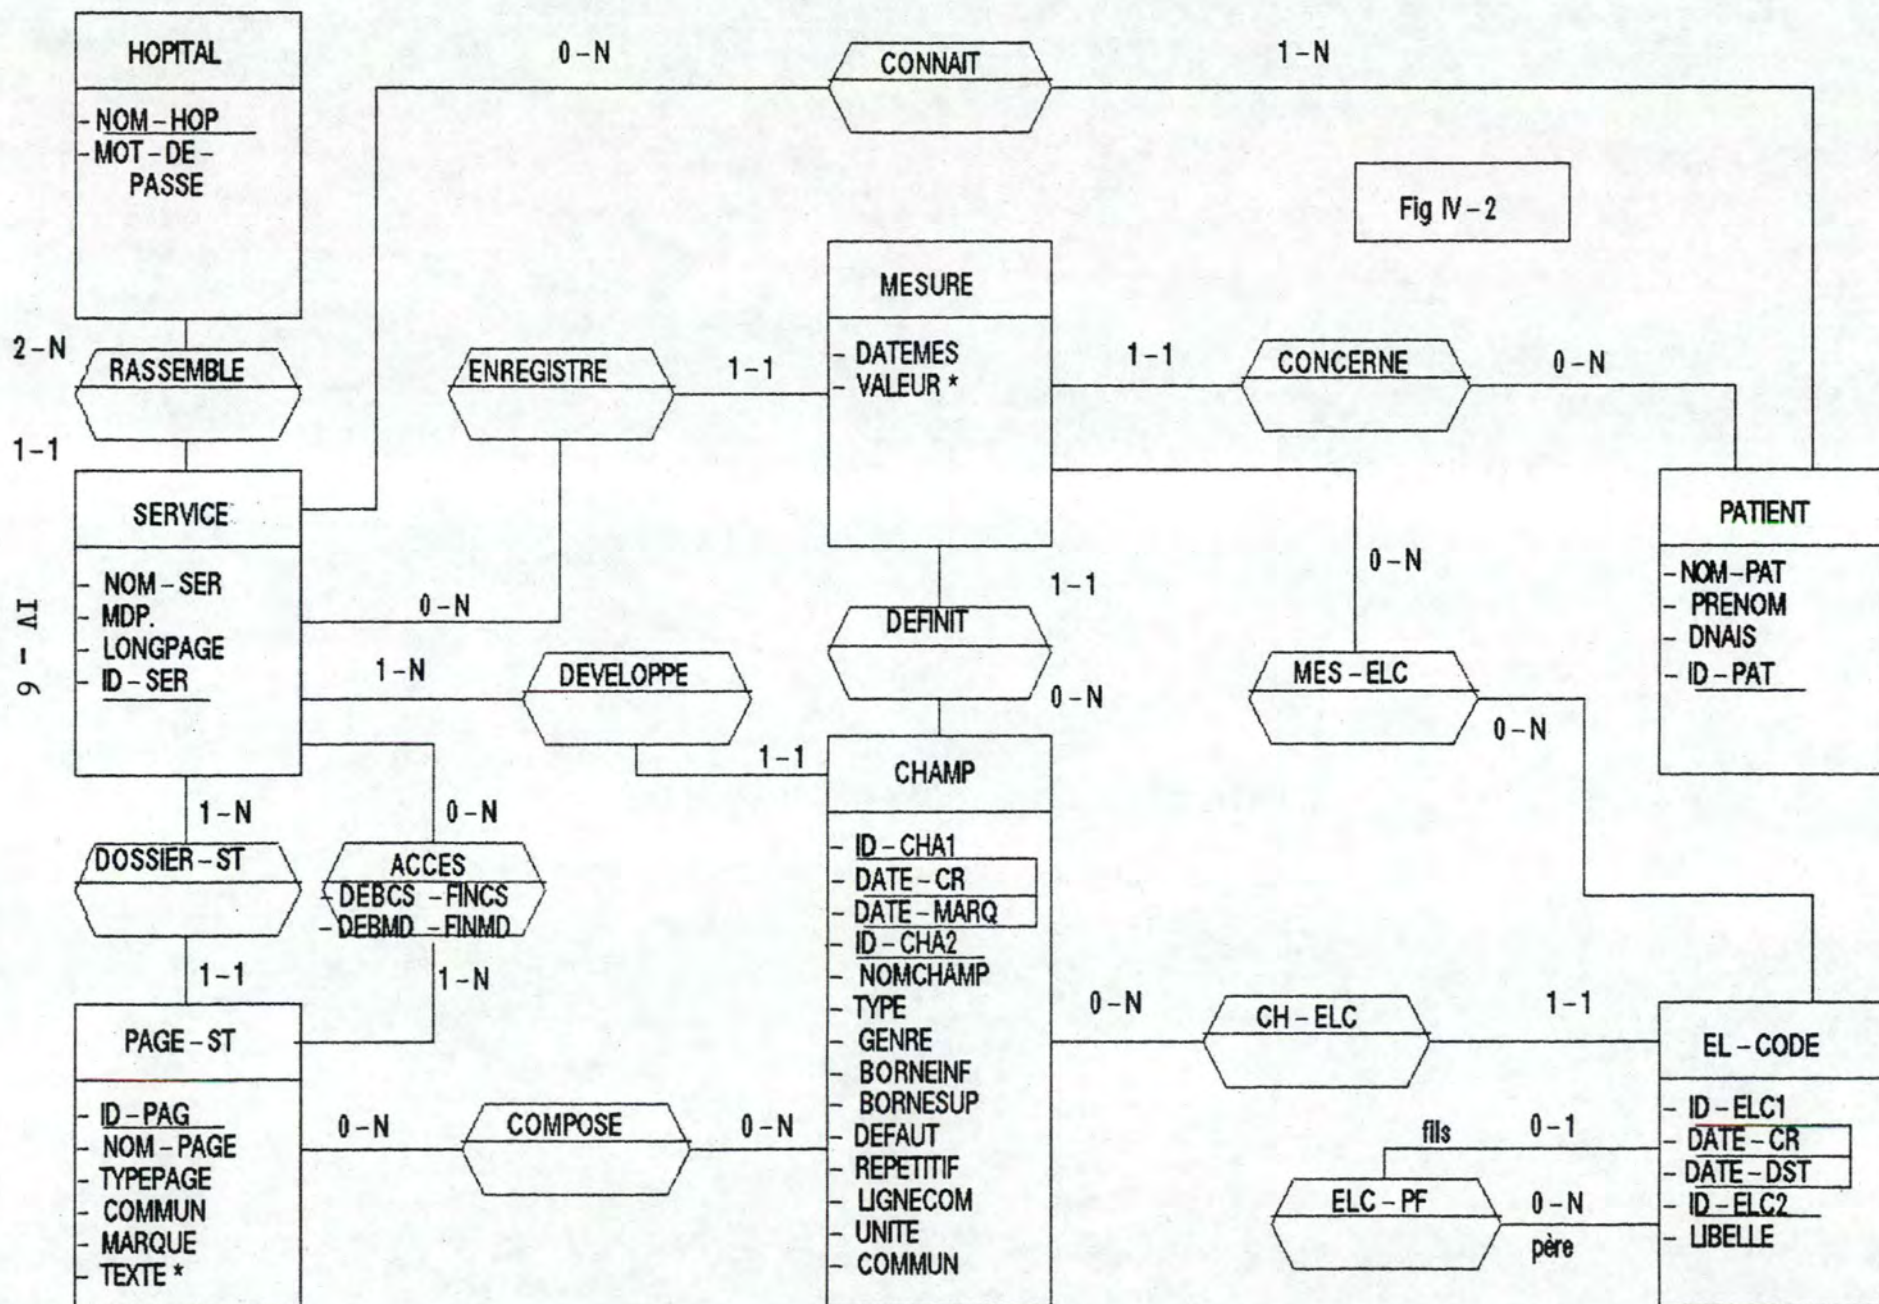 HOPITAL
- NOM-HOP
- MOT-DE-
PASSE
0-N
CONNAIT
1-N
Fig IV-2
2-N
RASSEMBLE
1-1
ENREGISTRE
1-1
MESURE
- DATEMES
- VALEUR *
1-1
CONCERNE
0-N
SERVICE
- NOM-SER
- MDP.
- LONGPAGE
- ID-SER
0-N
1-N
DEVELOPPE
1-1
1-1
DEFINIT
0-N
0-N
MES-ELC
0-N
PATIENT
- NOM-PAT
- PRENOM
- DNAIS
- ID-PAT
IV - 6
1-N
DOSSIER-ST
1-1
0-N
ACCES
- DEBCS - FINCS
- DEBMD - FINMD
1-N
CHAMP
- ID-CHA1
- DATE-CR
- DATE-MARQ
- ID-CHA2
- NOMCHAMP
- TYPE
- GENRE
- BORNEINF
- BORNESUP
- DEFAUT
- REPETITIF
- LIGNECOM
- UNITE
- COMMUN
PAGE-ST
- ID-PAG
- NOM-PAGE
- TYPEPAGE
- COMMUN
- MARQUE
- TEXTE *
0-N
COMPOSE
0-N
0-N
CH-ELC
1-1
EL-CODE
- ID-ELC1
- DATE-CR
- DATE-DST
- ID-ELC2
- LIBELLE
fils
0-1
ELC-PF
0-N
père